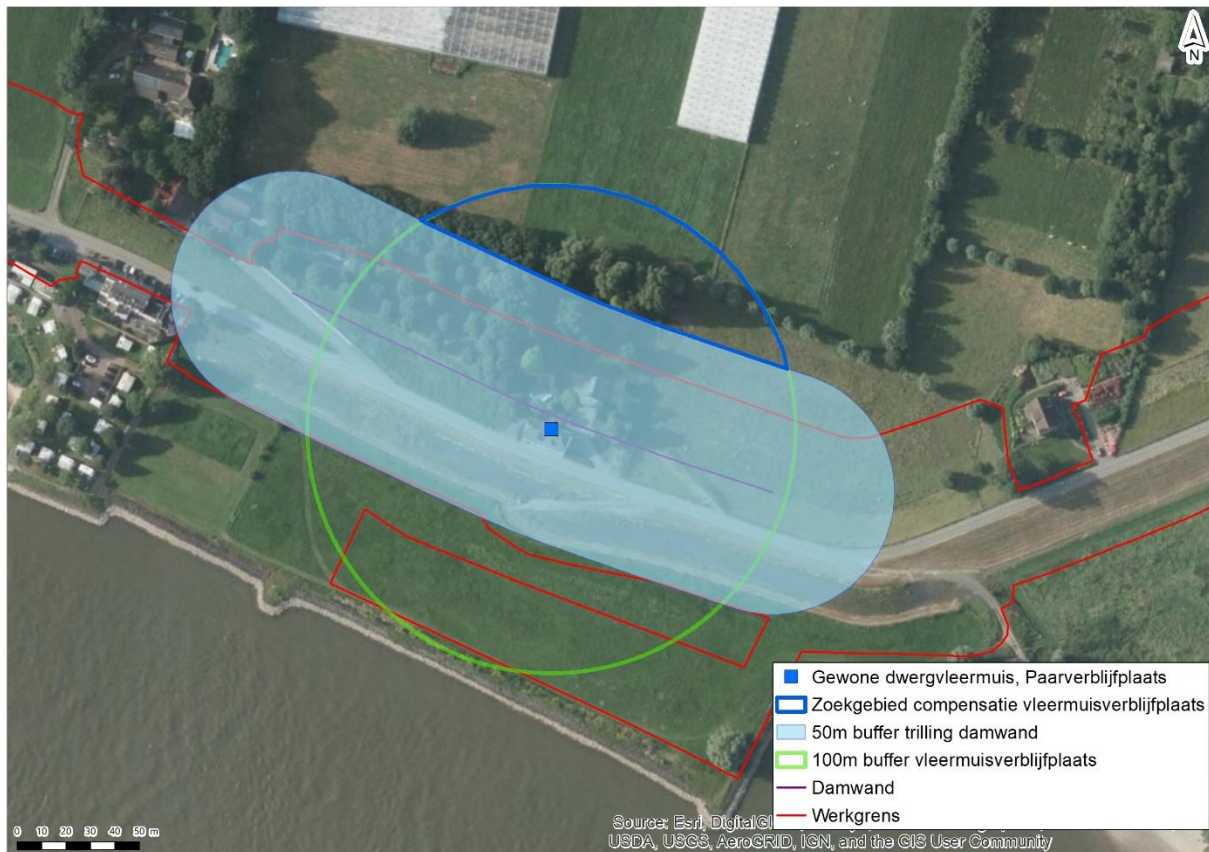 N
Gewone dwergvleermuis, Paarverblijfplaats
Zoekgebied compensatie vleermuisverblijfplaats
50m buffer trilling damwand
100m buffer vleermuisverblijfplaats
Damwand
Werkgrens
0 10 20 30 40 50 m
Source: Esri,
USDA, USGS, AeroGRID, IGN, and the GIS User Community